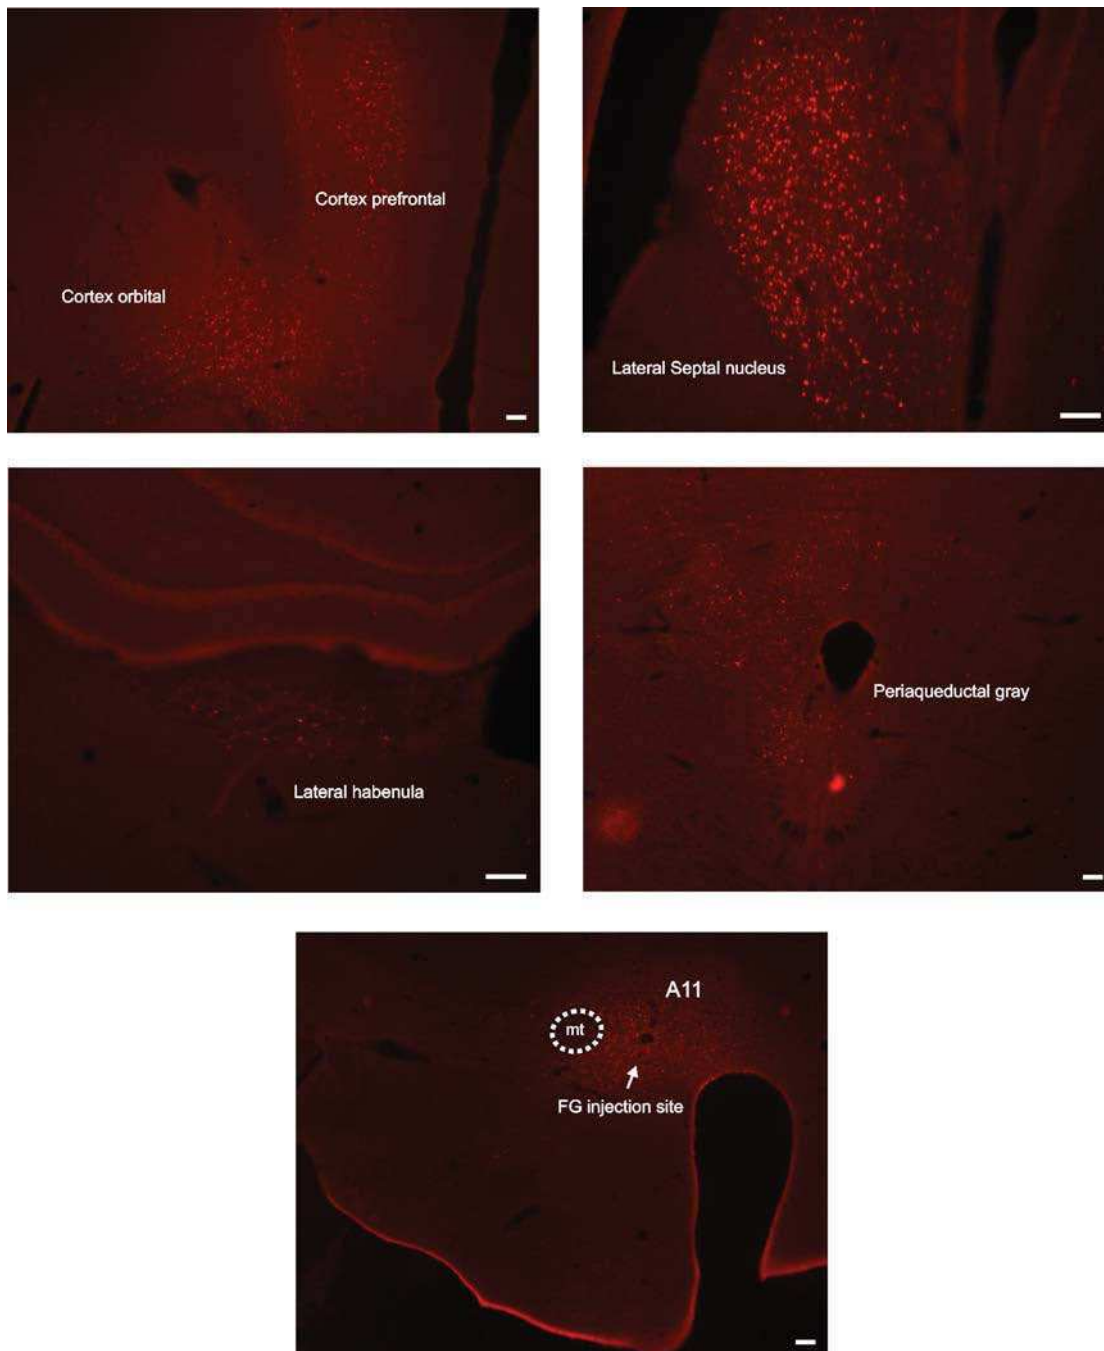 Cortex prefrontal
Cortex orbital
Lateral Septal nucleus
Lateral habenula
Periaqueductal gray
A11
mt
FG injection site